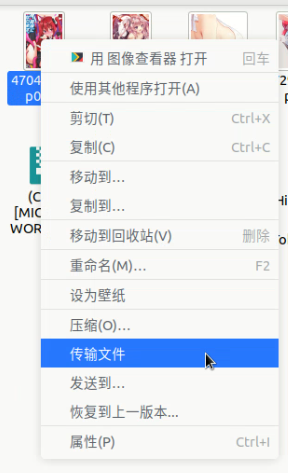 用 图像查看器 打开 回车
4704
p0
使用其他程序打开(A)
剪切(T) Ctrl+X
复制(C) Ctrl+C
移动到…
(C
[MIC
复制到…
WOR
移动到回收站(V) 删除
重命名(M)… F2
设为壁纸
压缩(O)…
传输文件
发送到…
恢复到上一版本...
属性(P) Ctrl+I